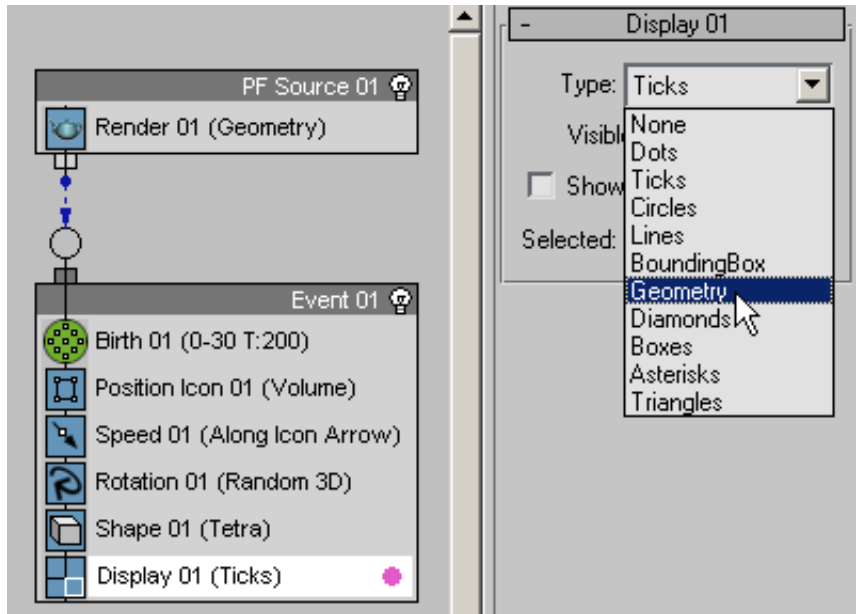 PF Source 01
Render 01 (Geometry)
Event 01
Birth 01 (0-30 T:200)
Position Icon 01 (Volume)
Speed 01 (Along Icon Arrow)
Rotation 01 (Random 3D)
Shape 01 (Tetra)
Display 01 (Ticks)
- Display 01
Type: Ticks
Visibl
Show
Selected:
None
Dots
Ticks
Circles
Lines
BoundingBox
Geometry
Diamonds
Boxes
Asterisks
Triangles